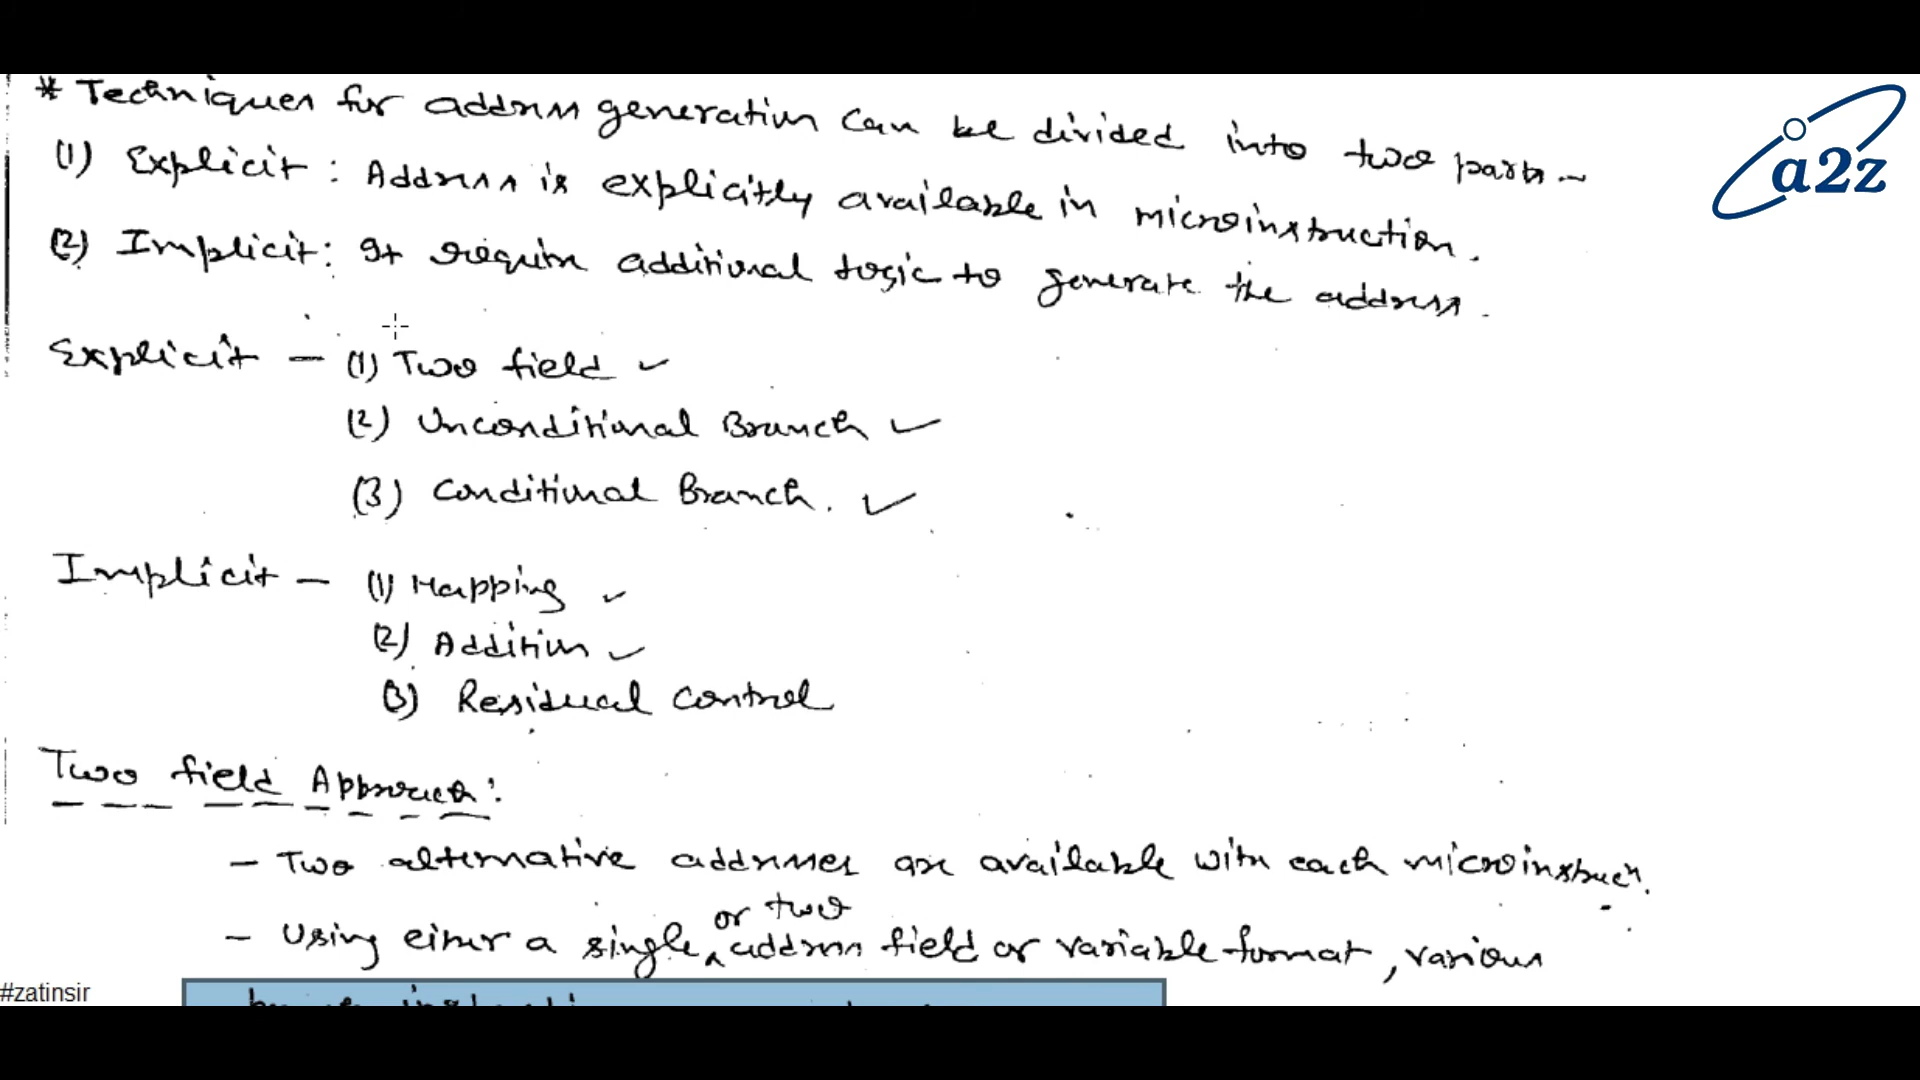 * Techniques for address generation can be divided into two parts -
(1) Explicit : Address is explicitly available in microinstruction.
(2) Implicit : It require additional logic to generate the address.
Explicit - (1) Two field ✓
(2) Unconditional Branch ✓
(3) Conditional Branch. ✓
Implicit - (1) Mapping ✓
(2) Addition ✓
(3) Residual Control
Two field Approach :
- Two alternative addresses are available with each microinstrucn.
- Using either a single or two address field or variable format, various
a2z
#zatinsir